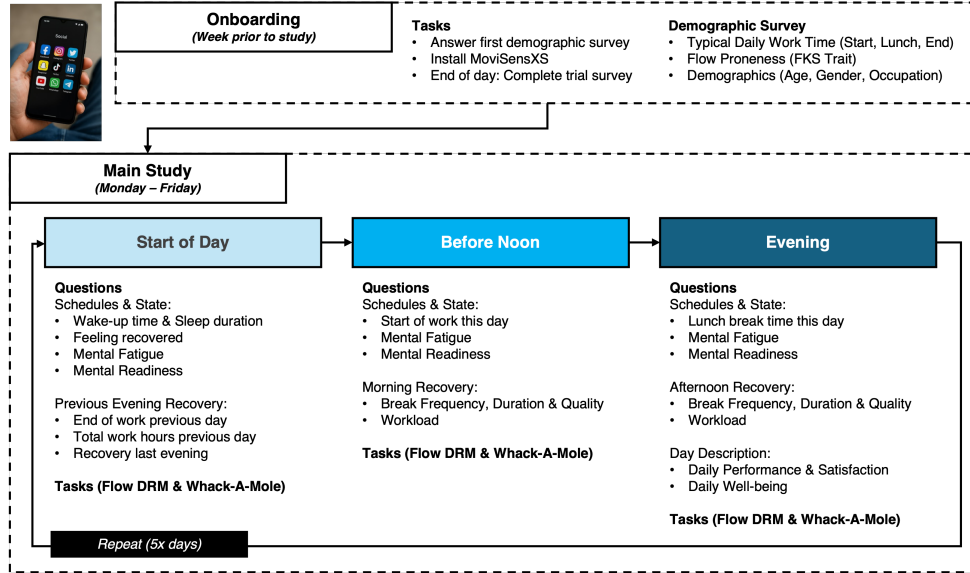 Social
Onboarding
(Week prior to study)
Tasks
• Answer first demographic survey
• Install MoviSensXS
• End of day: Complete trial survey
Demographic Survey
• Typical Daily Work Time (Start, Lunch, End)
• Flow Proneness (FKS Trait)
• Demographics (Age, Gender, Occupation)
Main Study
(Monday – Friday)
Start of Day
Questions
Schedules & State:
• Wake-up time & Sleep duration
• Feeling recovered
• Mental Fatigue
• Mental Readiness
Previous Evening Recovery:
• End of work previous day
• Total work hours previous day
• Recovery last evening
Tasks (Flow DRM & Whack-A-Mole)
Before Noon
Questions
Schedules & State:
• Start of work this day
• Mental Fatigue
• Mental Readiness
Morning Recovery:
• Break Frequency, Duration & Quality
• Workload
Tasks (Flow DRM & Whack-A-Mole)
Evening
Questions
Schedules & State:
• Lunch break time this day
• Mental Fatigue
• Mental Readiness
Afternoon Recovery:
• Break Frequency, Duration & Quality
• Workload
Day Description:
• Daily Performance & Satisfaction
• Daily Well-being
Tasks (Flow DRM & Whack-A-Mole)
Repeat (5x days)